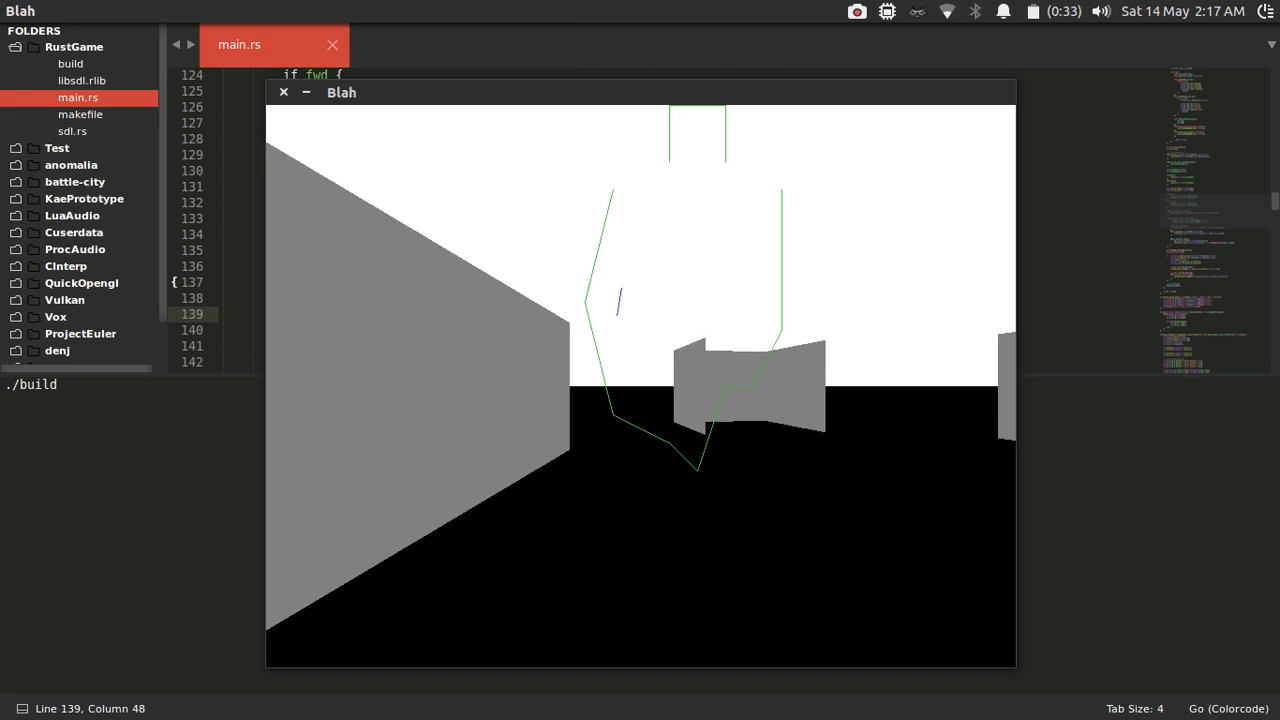 Blah
(0:33)
Sat 14 May 2:17 AM
FOLDERS
RustGame
build
libsdl.rlib
main.rs
makefile
sdl.rs
Test
anomalia
battle-city
KaePrototype
LuaAudio
Cuserdata
ProcAudio
CInterp
QuickOpengl
Vulkan
Vox
ProjectEuler
denj
main.rs
124 if fwd {
125
126
127
128
129
130
131
132
133
134
135
136
{ 137
138
139
140
141
142
Blah
./build
Line 139, Column 48
Tab Size: 4
Go (Colorcode)